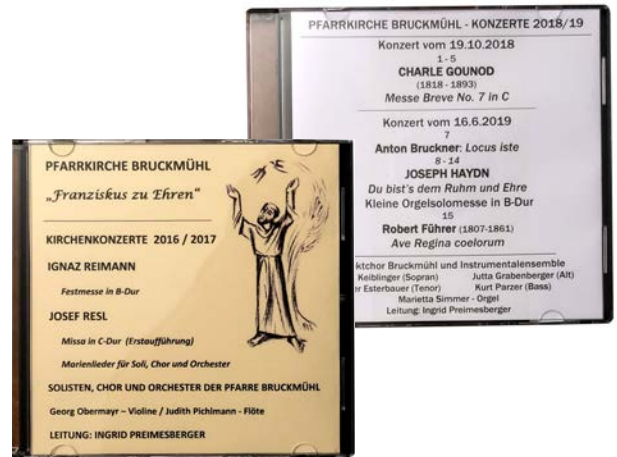 PFARRKIRCHE BRUCKMÜHL - KONZERTE 2018/19
Konzert vom 19.10.2018
1 - 5
CHARLE GOUNOD
(1818 - 1893)
Messe Breve No. 7 in C
Konzert vom 16.6.2019
7
Anton Bruckner: Locus iste
8 - 14
JOSEPH HAYDN
Du bist's dem Ruhm und Ehre
Kleine Orgelsolomesse in B-Dur
15
Robert Führer (1807-1861)
Ave Regina coelorum
ktchor Bruckmühl und Instrumentalensemble
Keiblinger (Sopran) Jutta Grabenberger (Alt)
er Esterbauer (Tenor) Kurt Parzer (Bass)
Marietta Simmer - Orgel
Leitung: Ingrid Preimesberger
PFARRKIRCHE BRUCKMÜHL
„Franziskus zu Ehren"
KIRCHENKONZERTE 2016 / 2017
IGNAZ REIMANN
Festmesse in B-Dur
JOSEF RESL
Missa in C-Dur (Erstaufführung)
Marienlieder für Soli, Chor und Orchester
SOLISTEN, CHOR UND ORCHESTER DER PFARRE BRUCKMÜHL
Georg Obermayr – Violine / Judith Pichlmann - Flöte
LEITUNG: INGRID PREIMESBERGER